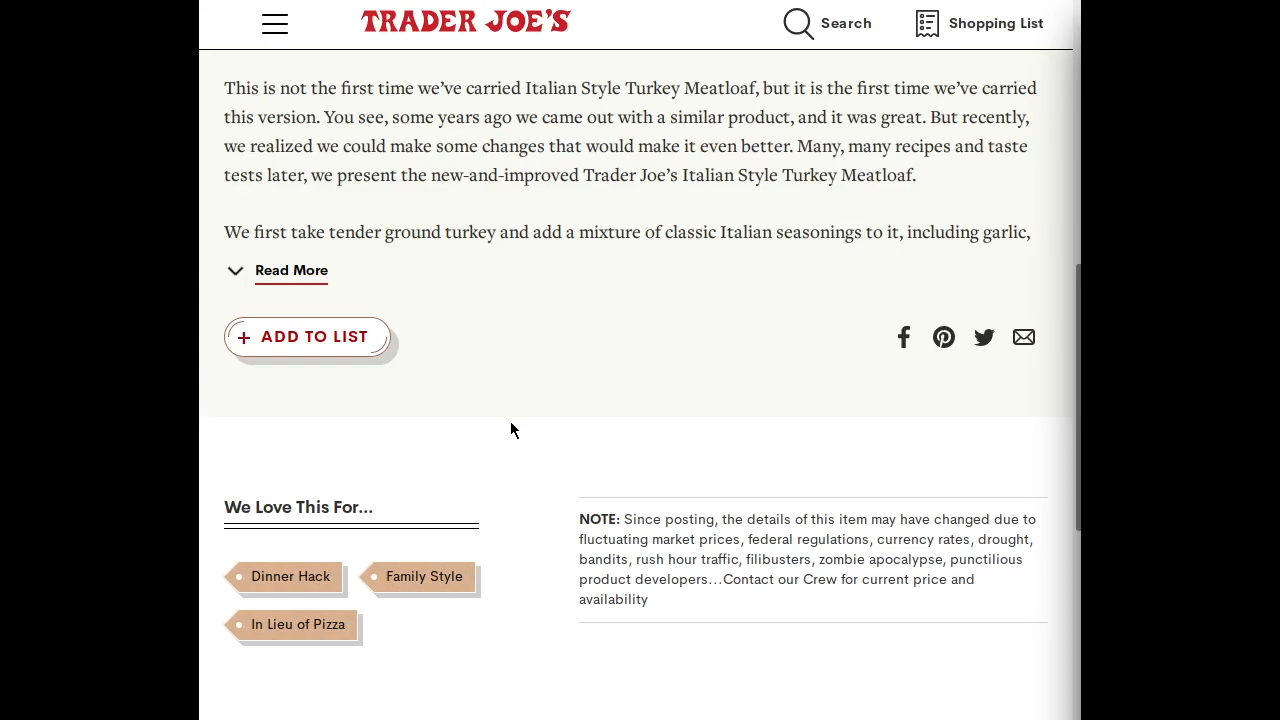 TRADER JOE'S
Search
Shopping List
This is not the first time we’ve carried Italian Style Turkey Meatloaf, but it is the first time we’ve carried
this version. You see, some years ago we came out with a similar product, and it was great. But recently,
we realized we could make some changes that would make it even better. Many, many recipes and taste
tests later, we present the new-and-improved Trader Joe’s Italian Style Turkey Meatloaf.
We first take tender ground turkey and add a mixture of classic Italian seasonings to it, including garlic,
Read More
+ ADD TO LIST
We Love This For...
Dinner Hack
Family Style
In Lieu of Pizza
NOTE: Since posting, the details of this item may have changed due to
fluctuating market prices, federal regulations, currency rates, drought,
bandits, rush hour traffic, filibusters, zombie apocalypse, punctilious
product developers...Contact our Crew for current price and
availability